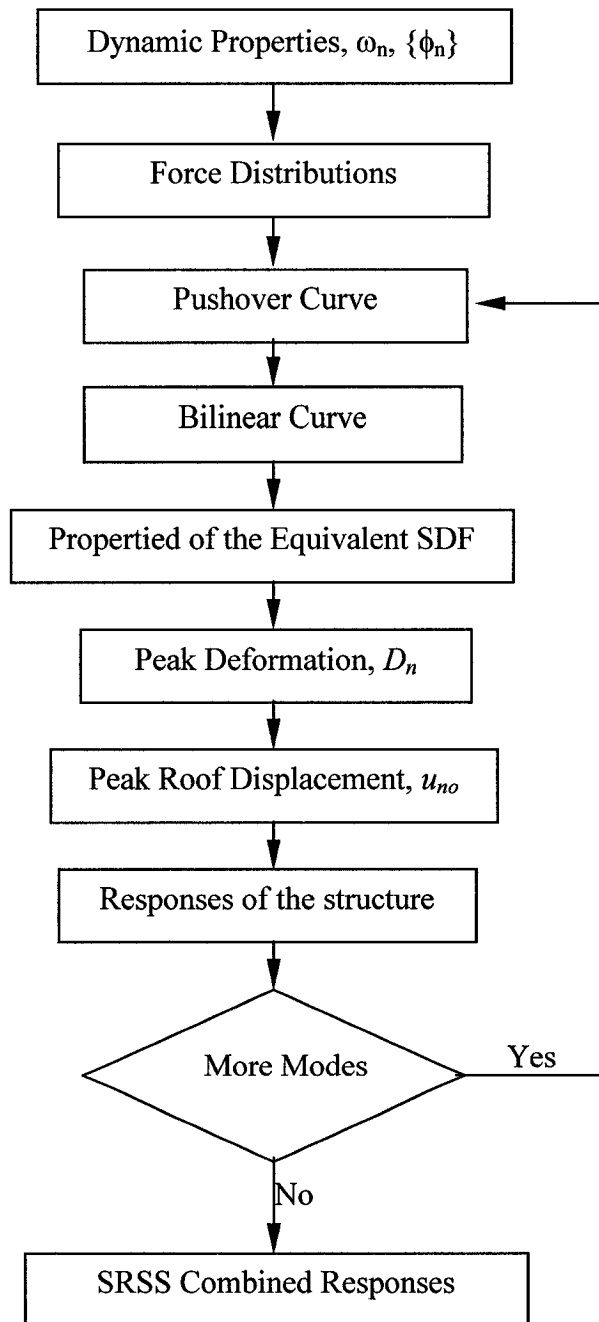 Dynamic Properties, ωₙ, {ϕₙ}
Force Distributions
Pushover Curve
Bilinear Curve
Propertied of the Equivalent SDF
Peak Deformation, Dₙ
Peak Roof Displacement, uₙₒ
Responses of the structure
More Modes
Yes
No
SRSS Combined Responses